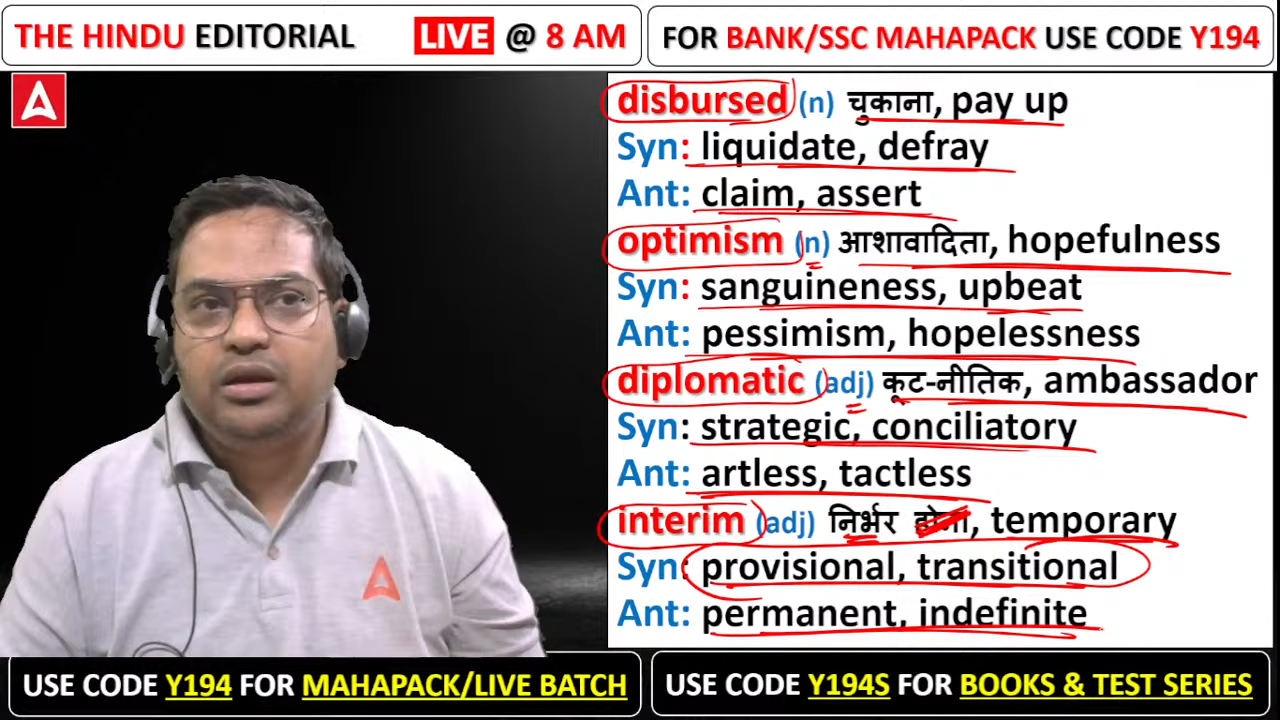 THE HINDU EDITORIAL LIVE @ 8 AM
FOR BANK/SSC MAHAPACK USE CODE Y194
disbursed (n) चुकाना, pay up
Syn: liquidate, defray
Ant: claim, assert
optimism (n) आशावादिता, hopefulness
Syn: sanguineness, upbeat
Ant: pessimism, hopelessness
diplomatic (adj) कूट-नीतिक, ambassador
Syn: strategic, conciliatory
Ant: artless, tactless
interim (adj) निर्भर होना, temporary
Syn: provisional, transitional
Ant: permanent, indefinite
USE CODE Y194 FOR MAHAPACK/LIVE BATCH
USE CODE Y194S FOR BOOKS & TEST SERIES